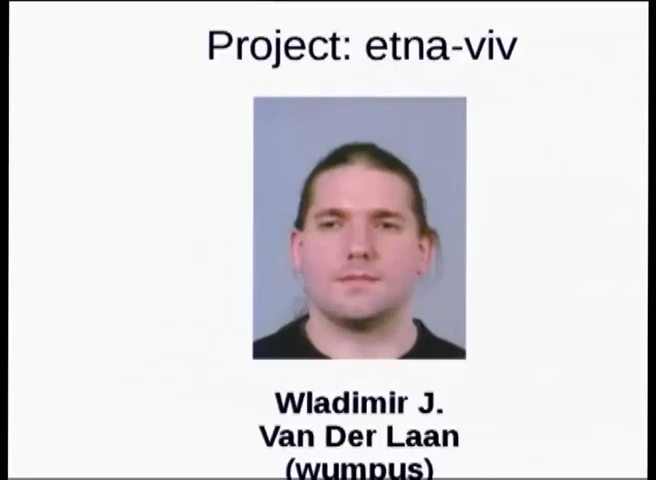 Project: etna-viv
Wladimir J.
Van Der Laan
(wumpus)